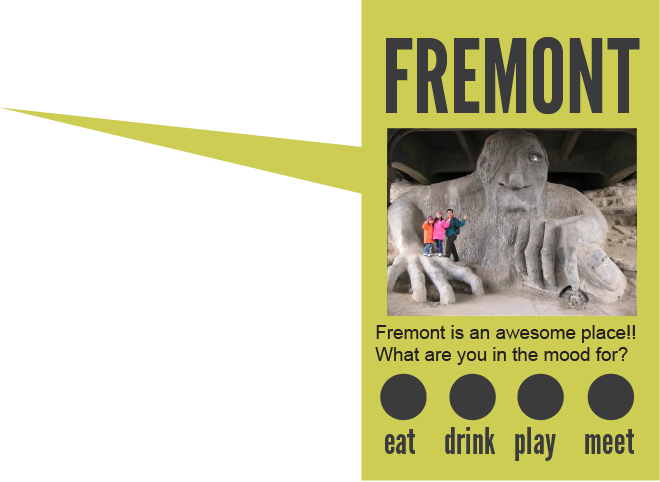 FREMONT
Fremont is an awesome place!!
What are you in the mood for?
eat drink play meet